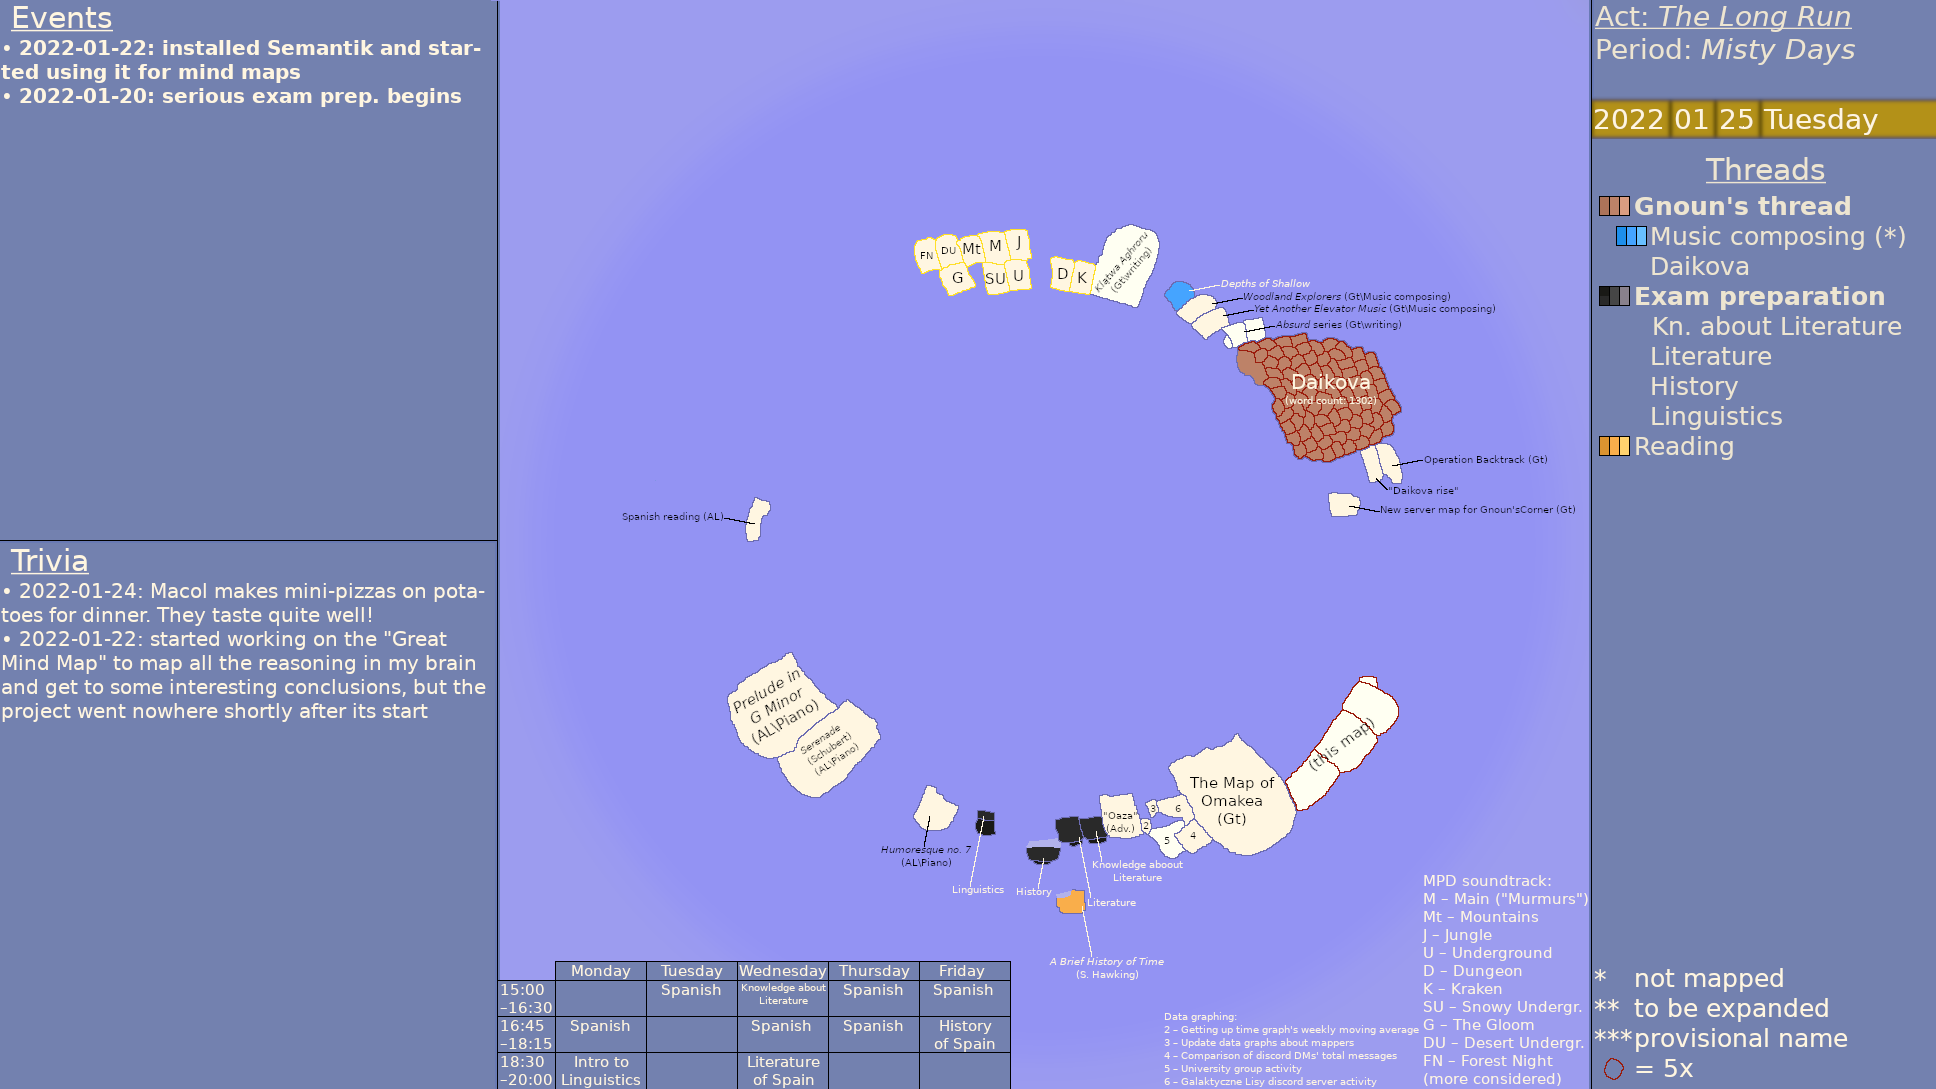 Events
• 2022-01-22: installed Semantik and star-
ted using it for mind maps
• 2022-01-20: serious exam prep. begins
Trivia
• 2022-01-24: Macol makes mini-pizzas on pota-
toes for dinner. They taste quite well!
• 2022-01-22: started working on the "Great
Mind Map" to map all the reasoning in my brain
and get to some interesting conclusions, but the
project went nowhere shortly after its start
FN
DU
Mt
M
J
G
SU
U
D
K
Klątwa Aghroru
(Gt\writing)
Depths of Shallow
Woodland Explorers (Gt\Music composing)
Yet Another Elevator Music (Gt\Music composing)
Absurd series (Gt\writing)
Daikova
(word count: 1302)
Operation Backtrack (Gt)
"Daikova rise"
New server map for Gnoun'sCorner (Gt)
Spanish reading (AL)
Prelude in
G Minor
(AL\Piano)
Serenade
(Schubert)
(AL\Piano)
Humoresque no. 7
(AL\Piano)
Linguistics
History
Literature
Knowledge aboout
Literature
A Brief History of Time
(S. Hawking)
"Oaza"
(Adv.)
2
3
6
5
4
The Map of
Omakea
(Gt)
(this map)
Monday Tuesday Wednesday Thursday Friday
15:00
–16:30
Spanish
Knowledge about
Literature
Spanish
Spanish
16:45
–18:15
Spanish
Spanish
Spanish
History
of Spain
18:30
–20:00
Intro to
Linguistics
Literature
of Spain
Data graphing:
2 – Getting up time graph's weekly moving average
3 – Update data graphs about mappers
4 – Comparison of discord DMs' total messages
5 – University group activity
6 – Galaktyczne Lisy discord server activity
MPD soundtrack:
M – Main ("Murmurs")
Mt – Mountains
J – Jungle
U – Underground
D – Dungeon
K – Kraken
SU – Snowy Undergr.
G – The Gloom
DU – Desert Undergr.
FN – Forest Night
(more considered)
Act: The Long Run
Period: Misty Days
2022 01 25 Tuesday
Threads
Gnoun's thread
Music composing (*)
Daikova
Exam preparation
Kn. about Literature
Literature
History
Linguistics
Reading
* not mapped
** to be expanded
*** provisional name
= 5x